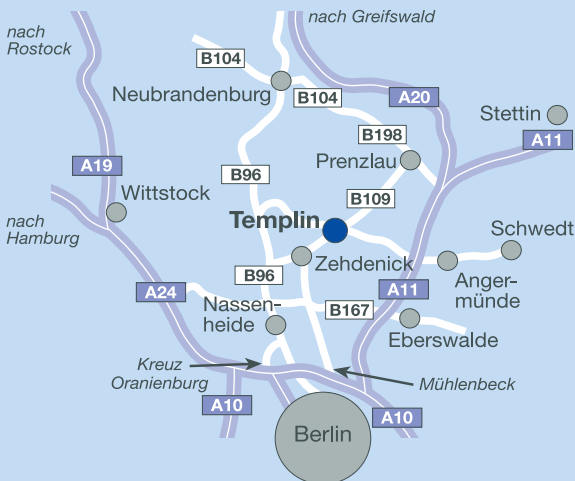 nach Greifswald
nach
Rostock
B104
Neubrandenburg
B104
A20
Stettin
A11
B198
Prenzlau
A19
B96
Wittstock
B109
Templin
nach
Hamburg
Schwedt
Zehdenick
B96
Anger-
münde
A24
A11
Nassen-
heide
B167
Eberswalde
Kreuz
Oranienburg
Mühlenbeck
A10
A10
Berlin